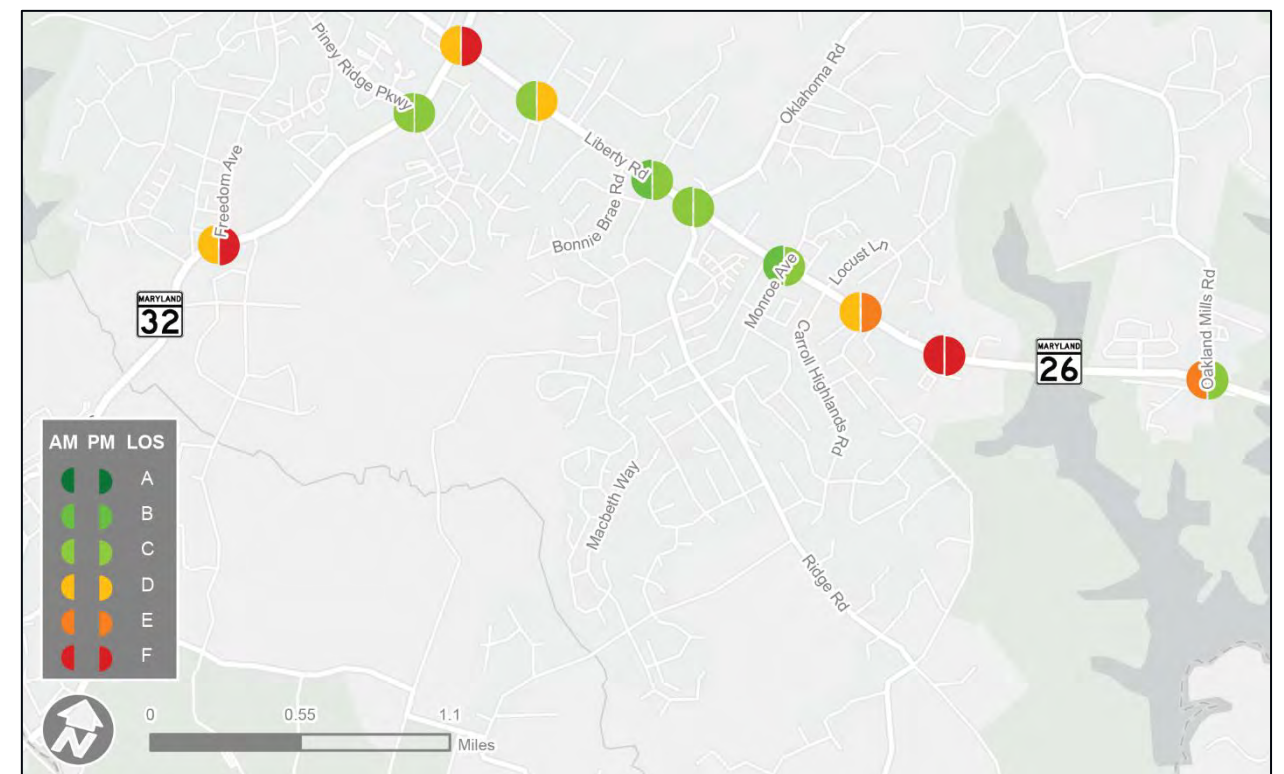 Piney Ridge Pkwy
Oklahoma Rd
Liberty Rd
Freedom Ave
Bonnie Brae Rd
Locust Ln
Monroe Ave
Oakland Mills Rd
MARYLAND
32
MARYLAND
26
Carroll Highlands Rd
Macbeth Way
Ridge Rd
AM PM LOS
A
B
C
D
E
F
N
0 0.55 1.1
Miles